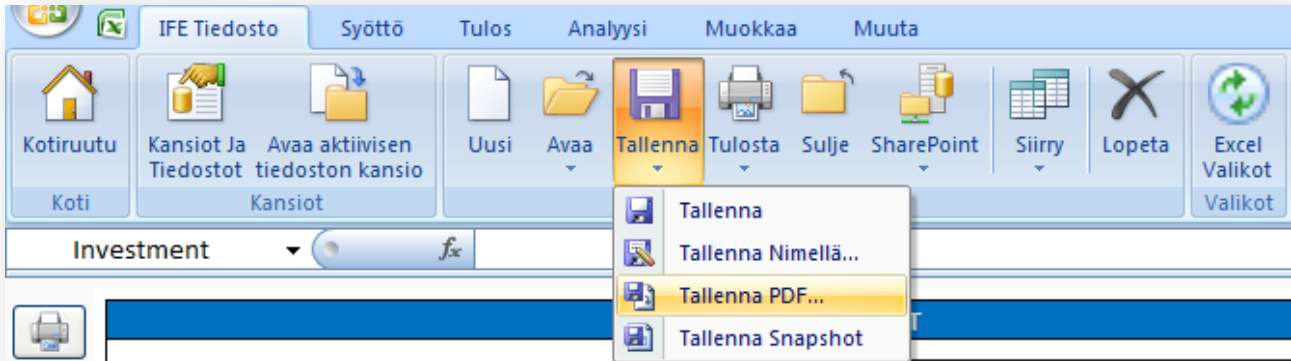 IFE Tiedosto Syöttö Tulos Analyysi Muokkaa Muuta
Kotiruutu Kansiot Ja Avaa aktiivisen Uusi Avaa Tallenna Tulosta Sulje SharePoint Siirry Lopeta Excel
Tiedostot tiedoston kansio Valikot
Koti Kansiot Valikot
Investment fx
Tallenna
Tallenna Nimellä...
Tallenna PDF...
T
Tallenna Snapshot